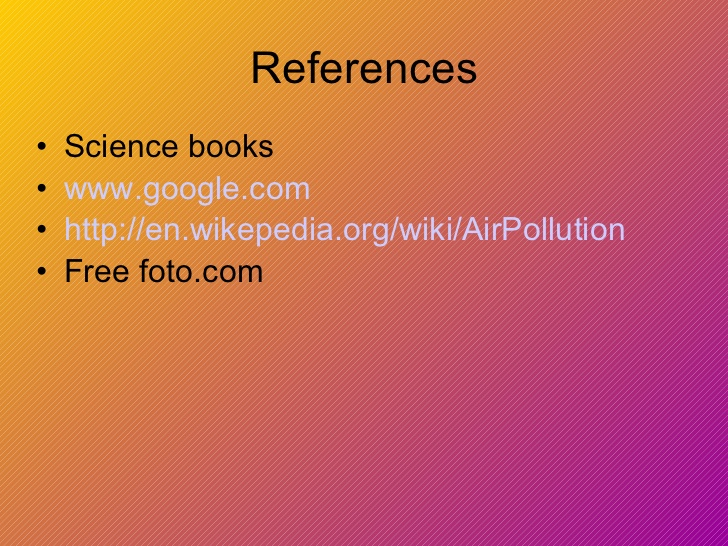 References
• Science books
• www.google.com
• http://en.wikepedia.org/wiki/AirPollution
• Free foto.com